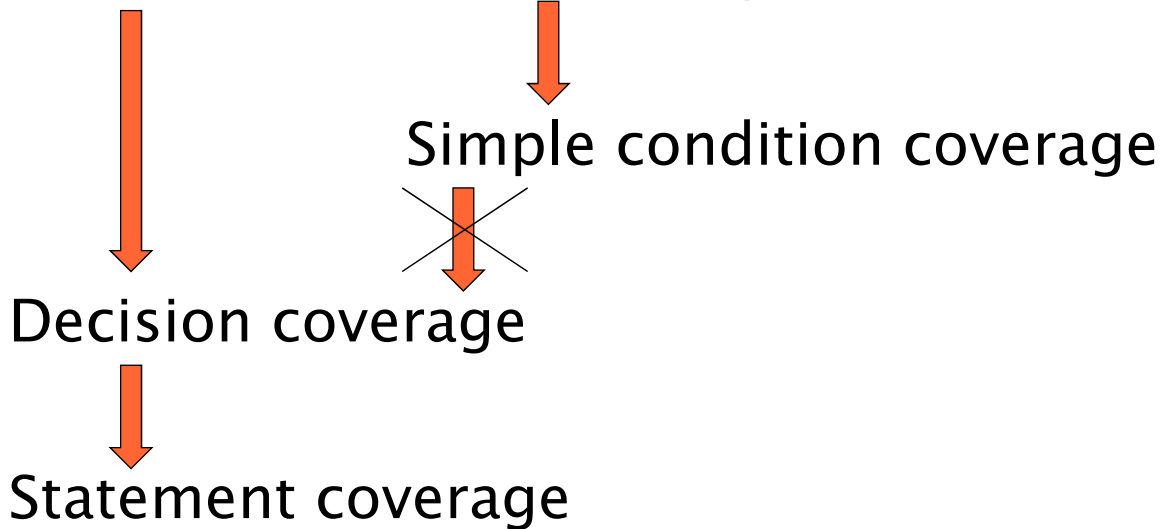 Simple condition coverage
Decision coverage
Statement coverage